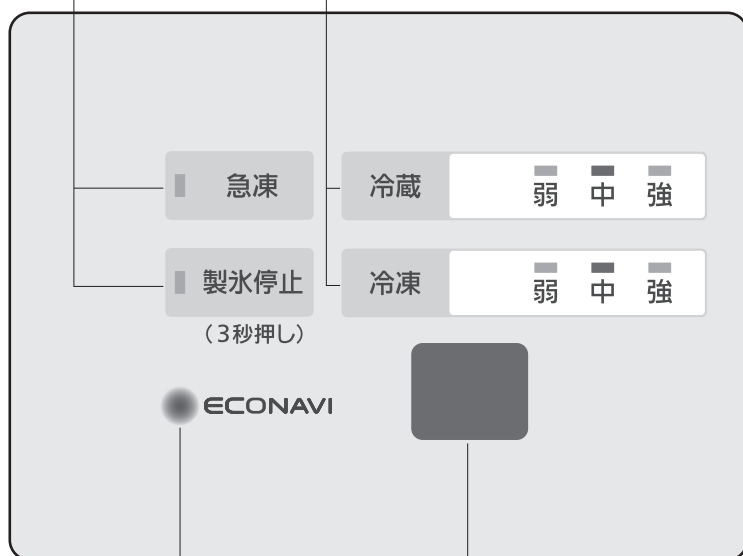 急凍
冷蔵
弱 中 強
製氷停止
冷凍
弱 中 強
（3秒押し）
ECONAVI